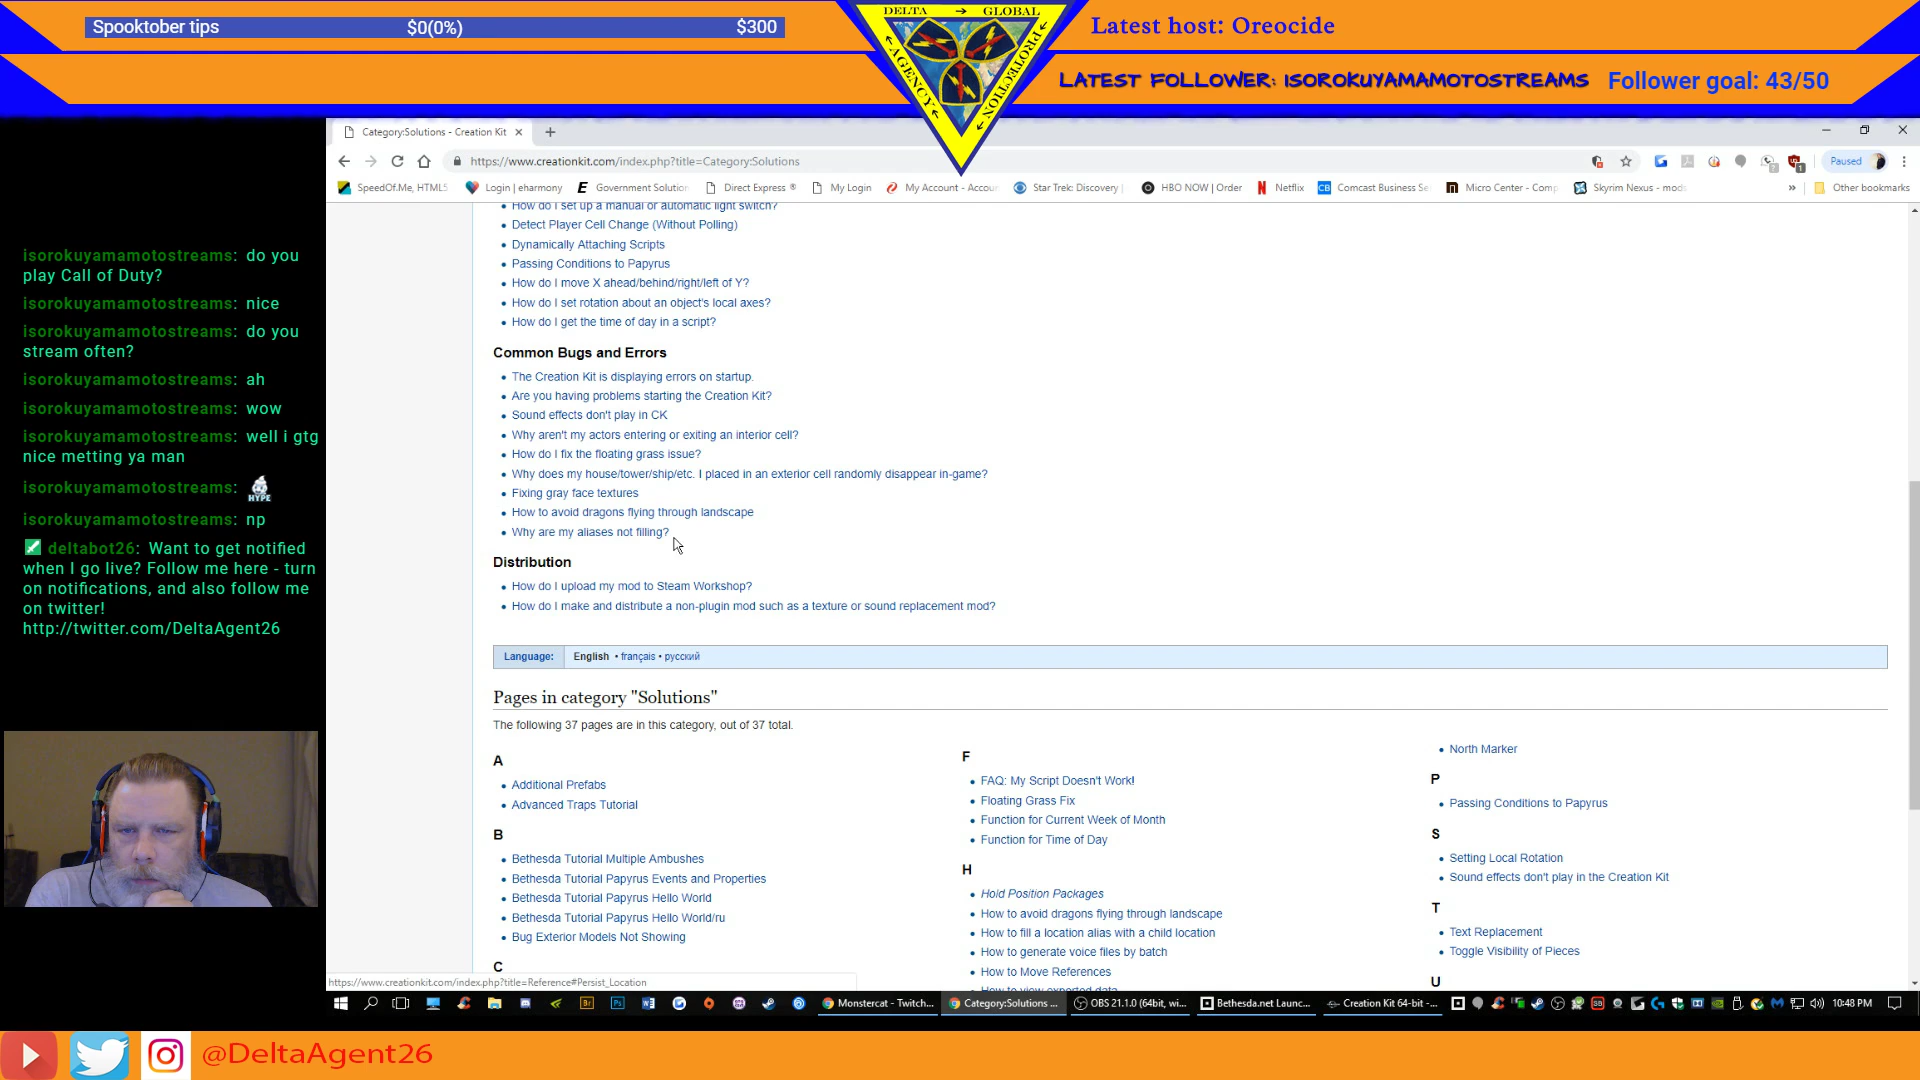 Spooktober tips $0(0%) $300
DELTA → GLOBAL
PROTECTION
AGENCY
Latest host: Oreocide
LATEST FOLLOWER: ISOROKUYAMAMOTOSTREAMS Follower goal: 43/50
Category:Solutions - Creation Kit
https://www.creationkit.com/index.php?title=Category:Solutions
Paused
SpeedOf.Me, HTML5
Login | eharmony
Government Solution
Direct Express ®
My Login
My Account - Accou
Star Trek: Discovery |
HBO NOW | Order
Netflix
Comcast Business Se
Micro Center - Comp
Skyrim Nexus - mods
» Other bookmarks
isorokuyamamotostreams: do you
play Call of Duty?
isorokuyamamotostreams: nice
isorokuyamamotostreams: do you
stream often?
isorokuyamamotostreams: ah
isorokuyamamotostreams: wow
isorokuyamamotostreams: well i gtg
nice metting ya man
isorokuyamamotostreams: HYPE
isorokuyamamotostreams: np
deltabot26: Want to get notified
when I go live? Follow me here - turn
on notifications, and also follow me
on twitter!
http://twitter.com/DeltaAgent26
How do I set up a manual or automatic light switch?
Detect Player Cell Change (Without Polling)
Dynamically Attaching Scripts
Passing Conditions to Papyrus
How do I move X ahead/behind/right/left of Y?
How do I set rotation about an object's local axes?
How do I get the time of day in a script?
Common Bugs and Errors
The Creation Kit is displaying errors on startup.
Are you having problems starting the Creation Kit?
Sound effects don't play in CK
Why aren't my actors entering or exiting an interior cell?
How do I fix the floating grass issue?
Why does my house/tower/ship/etc. I placed in an exterior cell randomly disappear in-game?
Fixing gray face textures
How to avoid dragons flying through landscape
Why are my aliases not filling?
Distribution
How do I upload my mod to Steam Workshop?
How do I make and distribute a non-plugin mod such as a texture or sound replacement mod?
Language: English • français • русский
Pages in category "Solutions"
The following 37 pages are in this category, out of 37 total.
A
Additional Prefabs
Advanced Traps Tutorial
B
Bethesda Tutorial Multiple Ambushes
Bethesda Tutorial Papyrus Events and Properties
Bethesda Tutorial Papyrus Hello World
Bethesda Tutorial Papyrus Hello World/ru
Bug Exterior Models Not Showing
C
F
FAQ: My Script Doesn't Work!
Floating Grass Fix
Function for Current Week of Month
Function for Time of Day
H
Hold Position Packages
How to avoid dragons flying through landscape
How to fill a location alias with a child location
How to generate voice files by batch
How to Move References
How to view exported data
North Marker
P
Passing Conditions to Papyrus
S
Setting Local Rotation
Sound effects don't play in the Creation Kit
T
Text Replacement
Toggle Visibility of Pieces
U
https://www.creationkit.com/index.php?title=Reference#Persist_Location
Monstercat - Twitch...
Category:Solutions ...
OBS 21.1.0 (64bit, wi...
Bethesda.net Launc...
Creation Kit 64-bit -...
10:48 PM
@DeltaAgent26